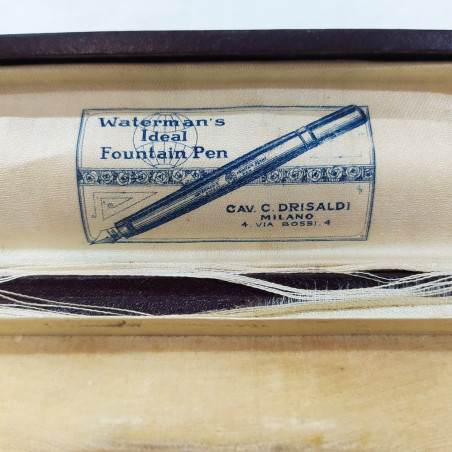 Waterman's
Ideal
Fountain Pen
CAV. C. DRISALDI
MILANO
4. VIA BOSSI. 4